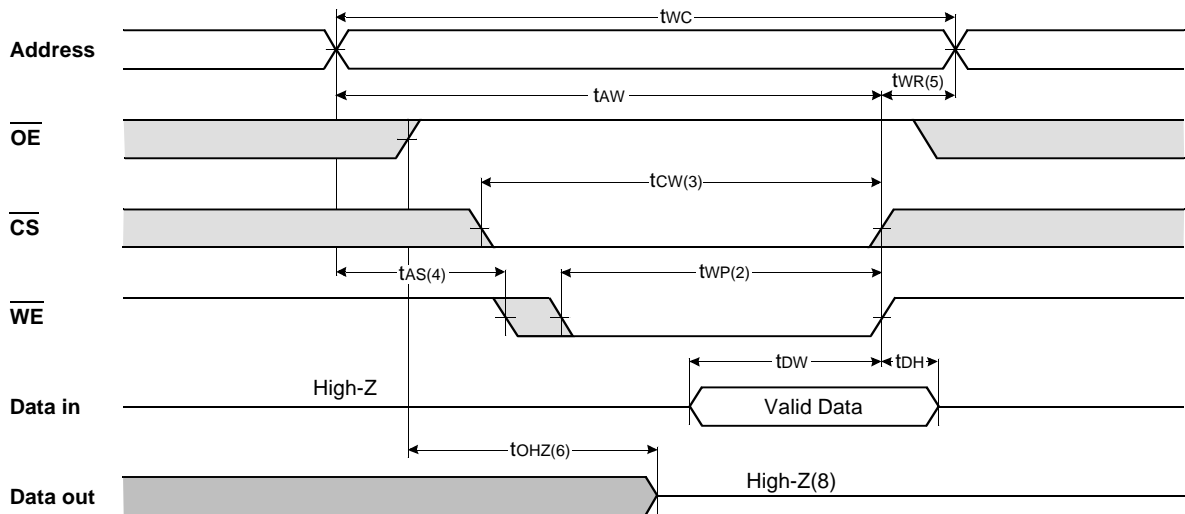 tWC
Address
tWR(5)
tAW
OE
tCW(3)
CS
tAS(4)
tWP(2)
WE
tDW
tDH
High-Z
Data in
Valid Data
tOHZ(6)
High-Z(8)
Data out